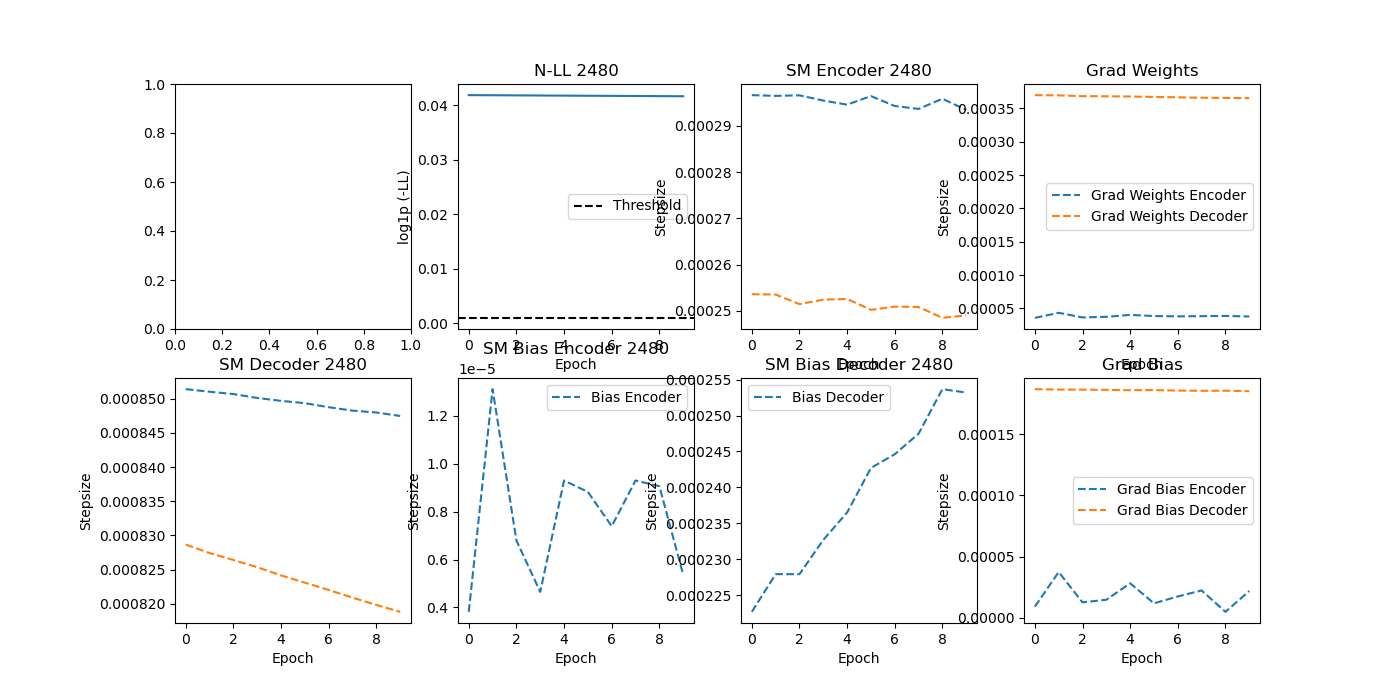 N-LL 2480
SM Encoder 2480
Grad Weights
1.0
0.8
0.6
0.4
0.2
0.0
0.0 0.2 0.4 0.6 0.8 1.0
log1p (-LL)
0.04
0.03
0.02
0.01
0.00
Threshold
0 2 4 6 8
Epoch
Stepsize
0.00029
0.00028
0.00027
0.00026
0.00025
0 2 4 6 8
Epoch
Stepsize
0.00035
0.00030
0.00025
0.00020
0.00015
0.00010
0.00005
Grad Weights Encoder
Grad Weights Decoder
0 2 4 6 8
Epoch
SM Decoder 2480
SM Bias Encoder 2480
SM Bias Decoder 2480
Grad Bias
Stepsize
0.000850
0.000845
0.000840
0.000835
0.000830
0.000825
0.000820
0 2 4 6 8
Epoch
1e−5
Stepsize
1.2
1.0
0.8
0.6
0.4
Bias Encoder
0 2 4 6 8
Epoch
Stepsize
0.000255
0.000250
0.000245
0.000240
0.000235
0.000230
0.000225
Bias Decoder
0 2 4 6 8
Epoch
Stepsize
0.00015
0.00010
0.00005
0.00000
Grad Bias Encoder
Grad Bias Decoder
0 2 4 6 8
Epoch